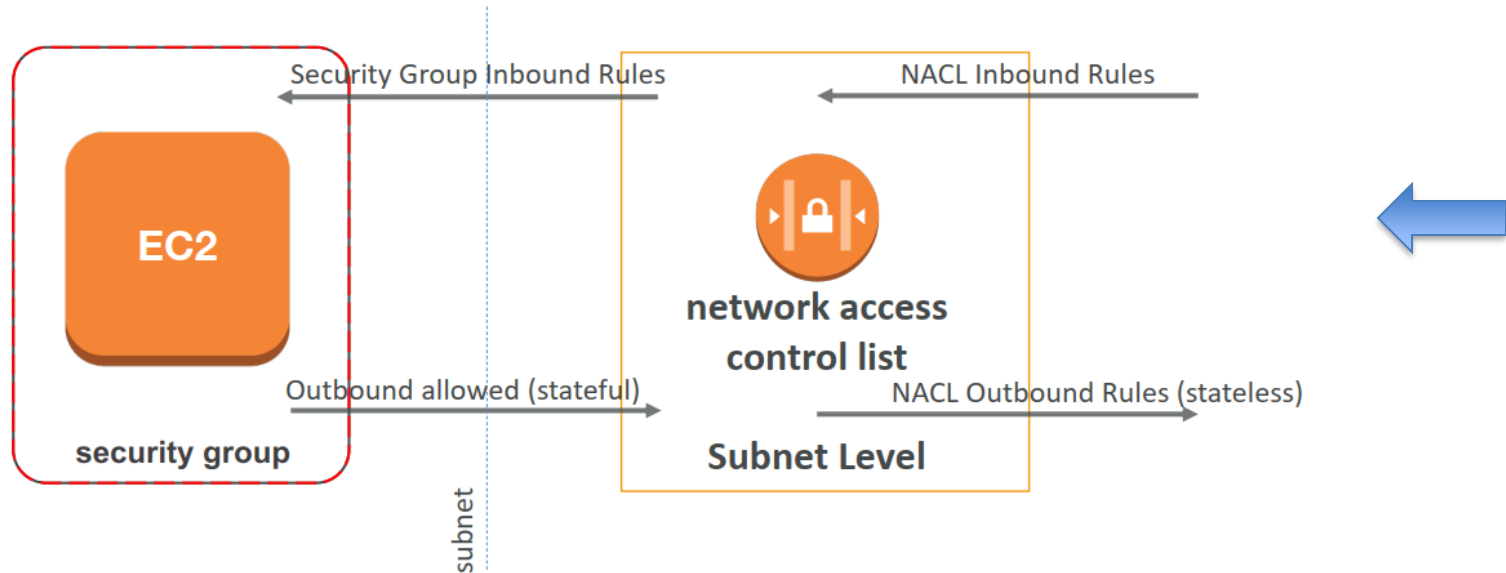 Security Group Inbound Rules
NACL Inbound Rules
EC2
network access
control list
Outbound allowed (stateful)
NACL Outbound Rules (stateless)
security group
Subnet Level
subnet